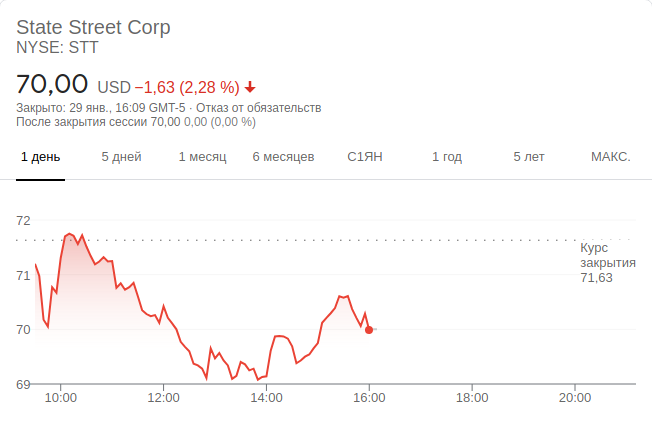 State Street Corp
NYSE: STT
70,00 USD −1,63 (2,28 %)
Закрыто: 29 янв., 16:09 GMT-5 · Отказ от обязательств
После закрытия сессии 70,00 0,00 (0,00 %)
1 день 5 дней 1 месяц 6 месяцев С1ЯН 1 год 5 лет МАКС.
72
Курс
закрытия
71,63
71
70
69
10:00 12:00 14:00 16:00 18:00 20:00